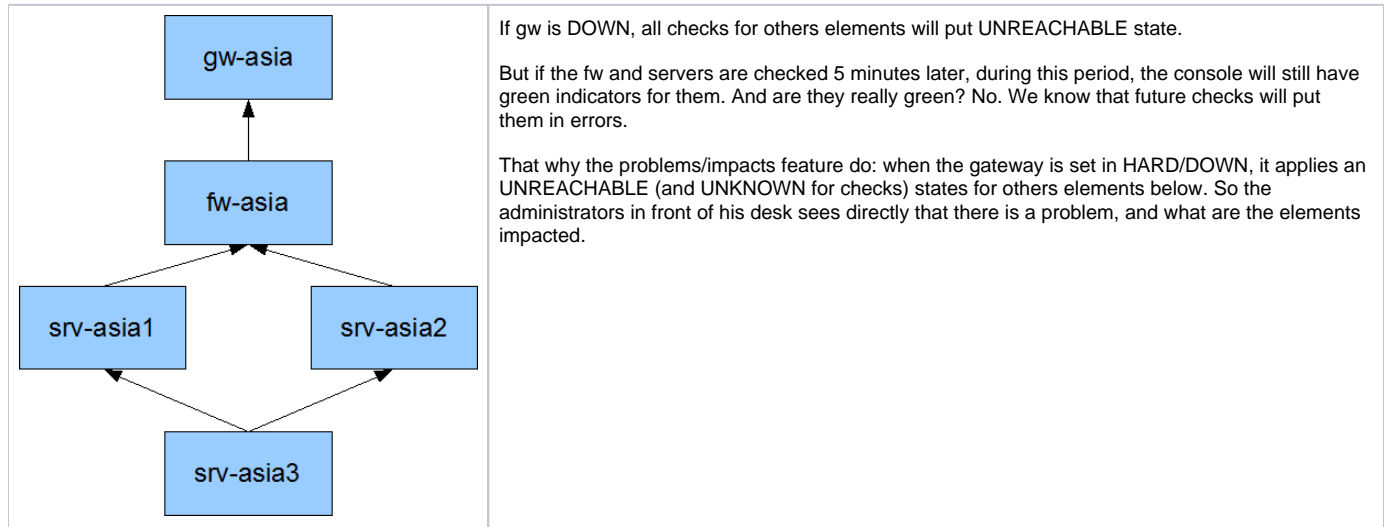 gw-asia
fw-asia
srv-asia1
srv-asia2
srv-asia3
If gw is DOWN, all checks for others elements will put UNREACHABLE state.
But if the fw and servers are checked 5 minutes later, during this period, the console will still have
green indicators for them. And are they really green? No. We know that future checks will put
them in errors.
That why the problems/impacts feature do: when the gateway is set in HARD/DOWN, it applies an
UNREACHABLE (and UNKNOWN for checks) states for others elements below. So the
administrators in front of his desk sees directly that there is a problem, and what are the elements
impacted.